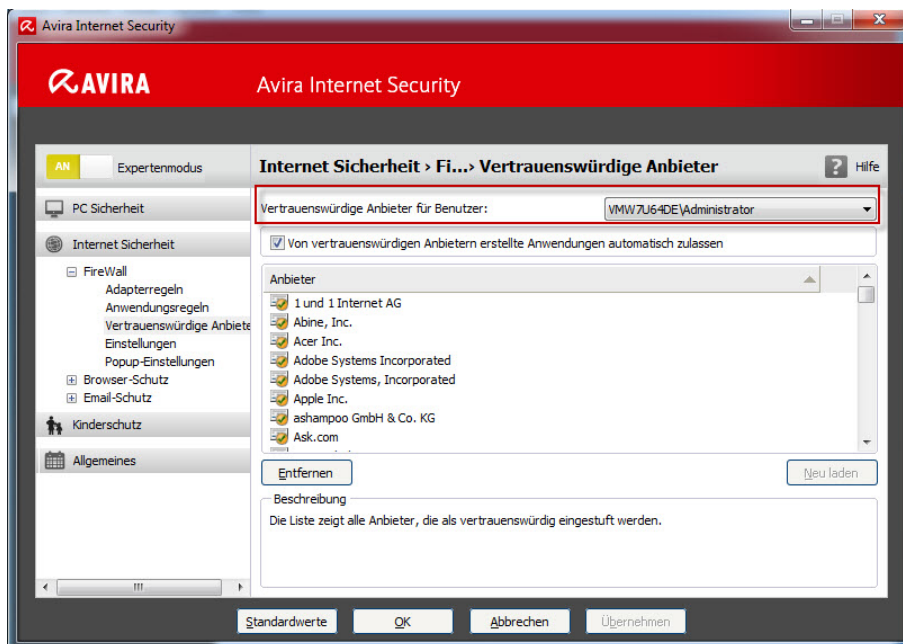 Avira Internet Security
AVIRA
Avira Internet Security
AN
Expertenmodus
Internet Sicherheit › Fi...› Vertrauenswürdige Anbieter
? Hilfe
PC Sicherheit
Internet Sicherheit
FireWall
Adapterregeln
Anwendungsregeln
Vertrauenswürdige Anbiete
Einstellungen
Popup-Einstellungen
Browser-Schutz
Email-Schutz
Kinderschutz
Allgemeines
Vertrauenswürdige Anbieter für Benutzer:
VMW7U64DE\Administrator
Von vertrauenswürdigen Anbietern erstellte Anwendungen automatisch zulassen
Anbieter
1 und 1 Internet AG
Abine, Inc.
Acer Inc.
Adobe Systems Incorporated
Adobe Systems, Incorporated
Apple Inc.
ashampoo GmbH & Co. KG
Ask.com
Entfernen
Neu laden
Beschreibung
Die Liste zeigt alle Anbieter, die als vertrauenswürdig eingestuft werden.
Standardwerte
OK
Abbrechen
Übernehmen